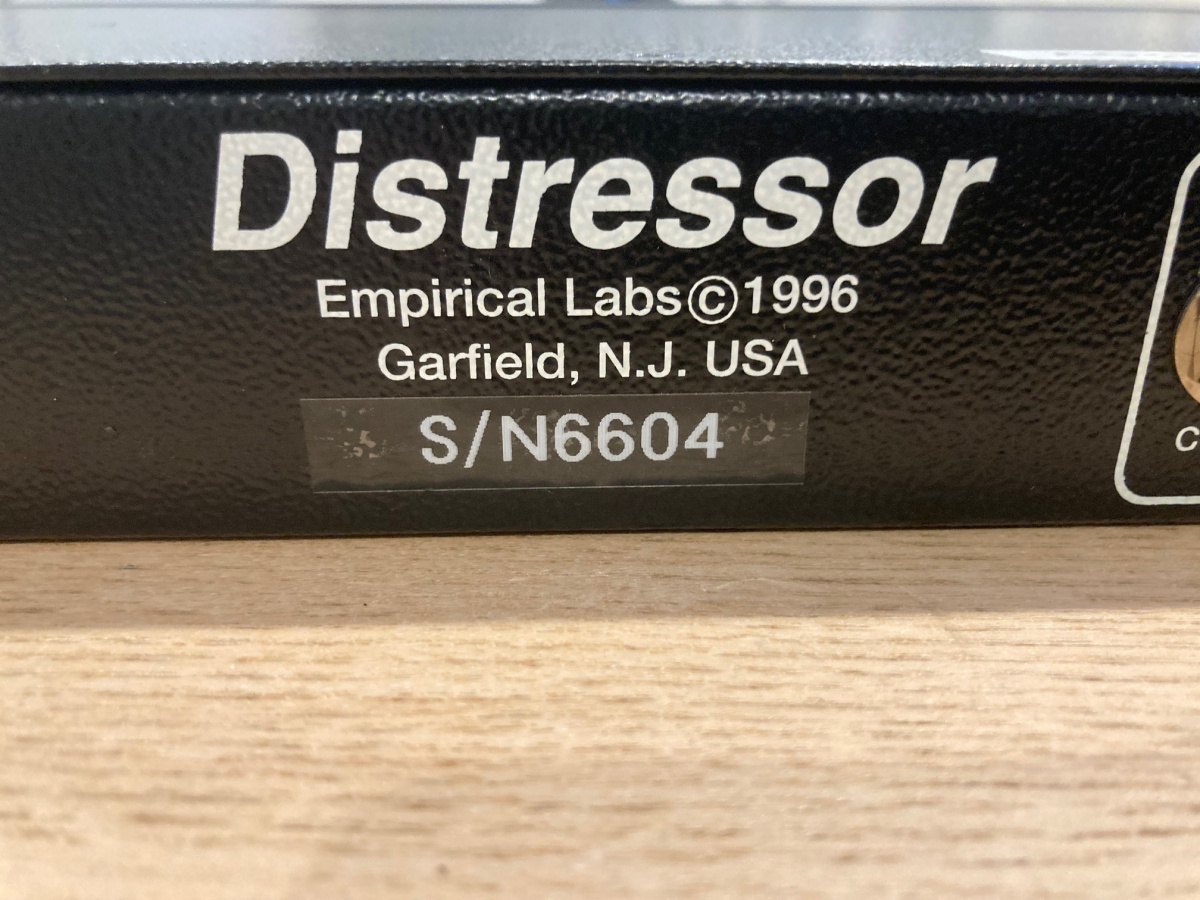 Distressor
Empirical Labs©1996
Garfield, N.J. USA
S/N6604